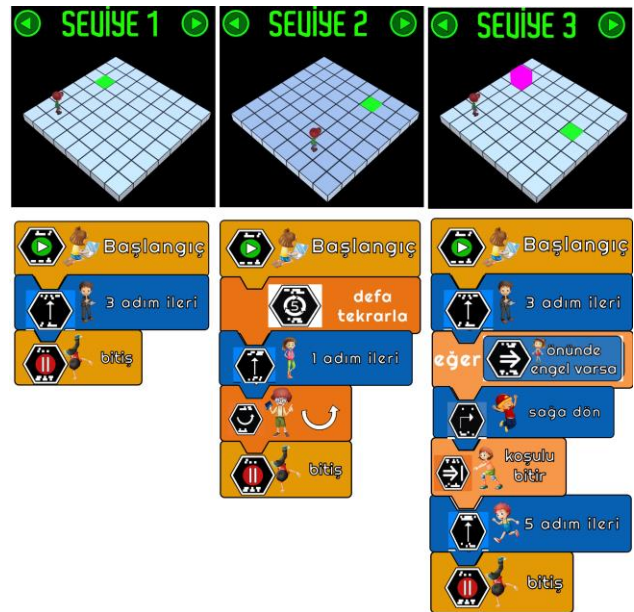 SEVİYE 1
Başlangıç
3 adım ileri
bitiş
SEVİYE 2
Başlangıç
5
defa
tekrarla
1 adım ileri
bitiş
SEVİYE 3
Başlangıç
3 adım ileri
eğer
önünde
engel varsa
sağa dön
koşulu
bitir
5 adım ileri
bitiş